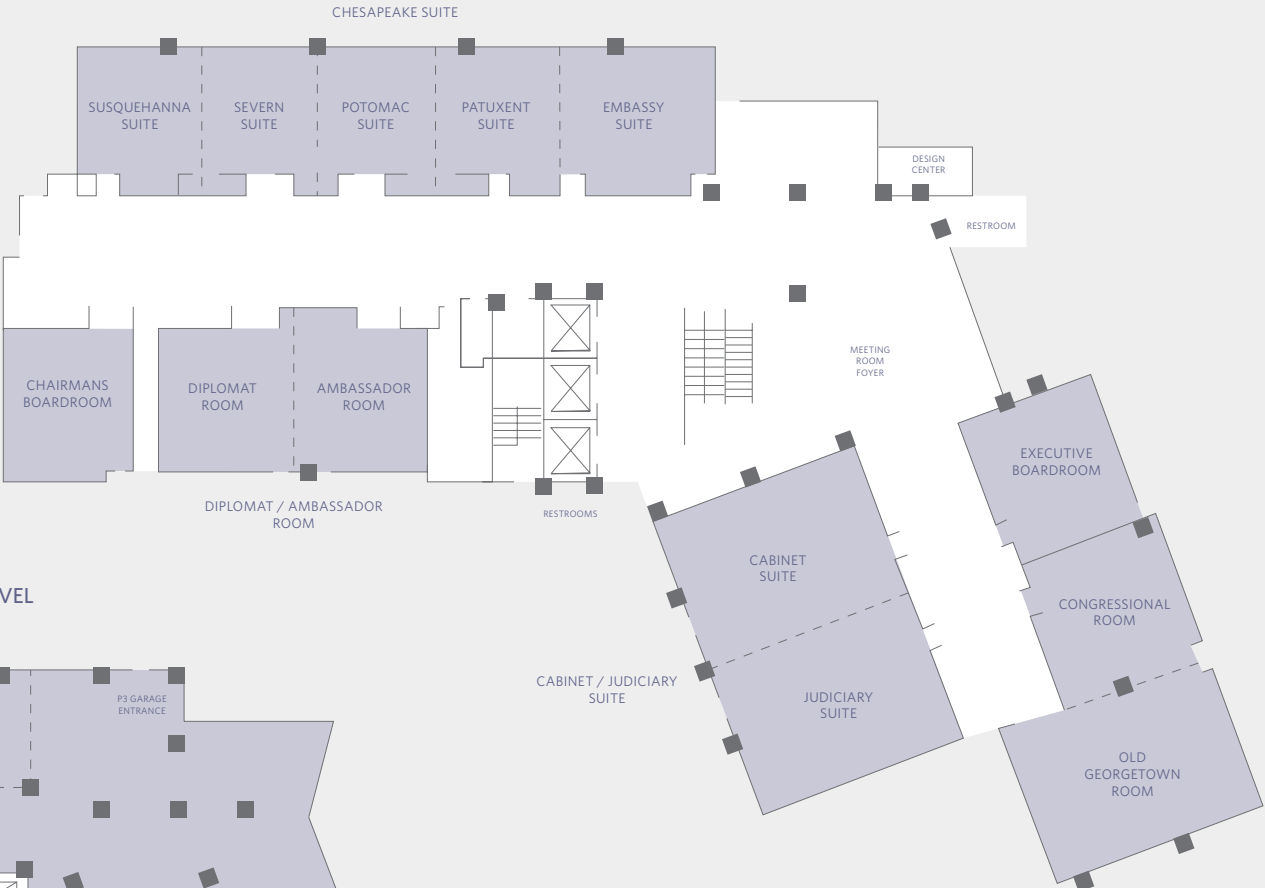 CHESAPEAKE SUITE
SUSQUEHANNA
SUITE
SEVERN
SUITE
POTOMAC
SUITE
PATUXENT
SUITE
EMBASSY
SUITE
DESIGN
CENTER
RESTROOM
MEETING
ROOM
FOYER
CHAIRMANS
BOARDROOM
DIPLOMAT
ROOM
AMBASSADOR
ROOM
DIPLOMAT / AMBASSADOR
ROOM
RESTROOMS
EXECUTIVE
BOARDROOM
CABINET
SUITE
CONGRESSIONAL
ROOM
VEL
CABINET / JUDICIARY
SUITE
JUDICIARY
SUITE
P3 GARAGE
ENTRANCE
OLD
GEORGETOWN
ROOM